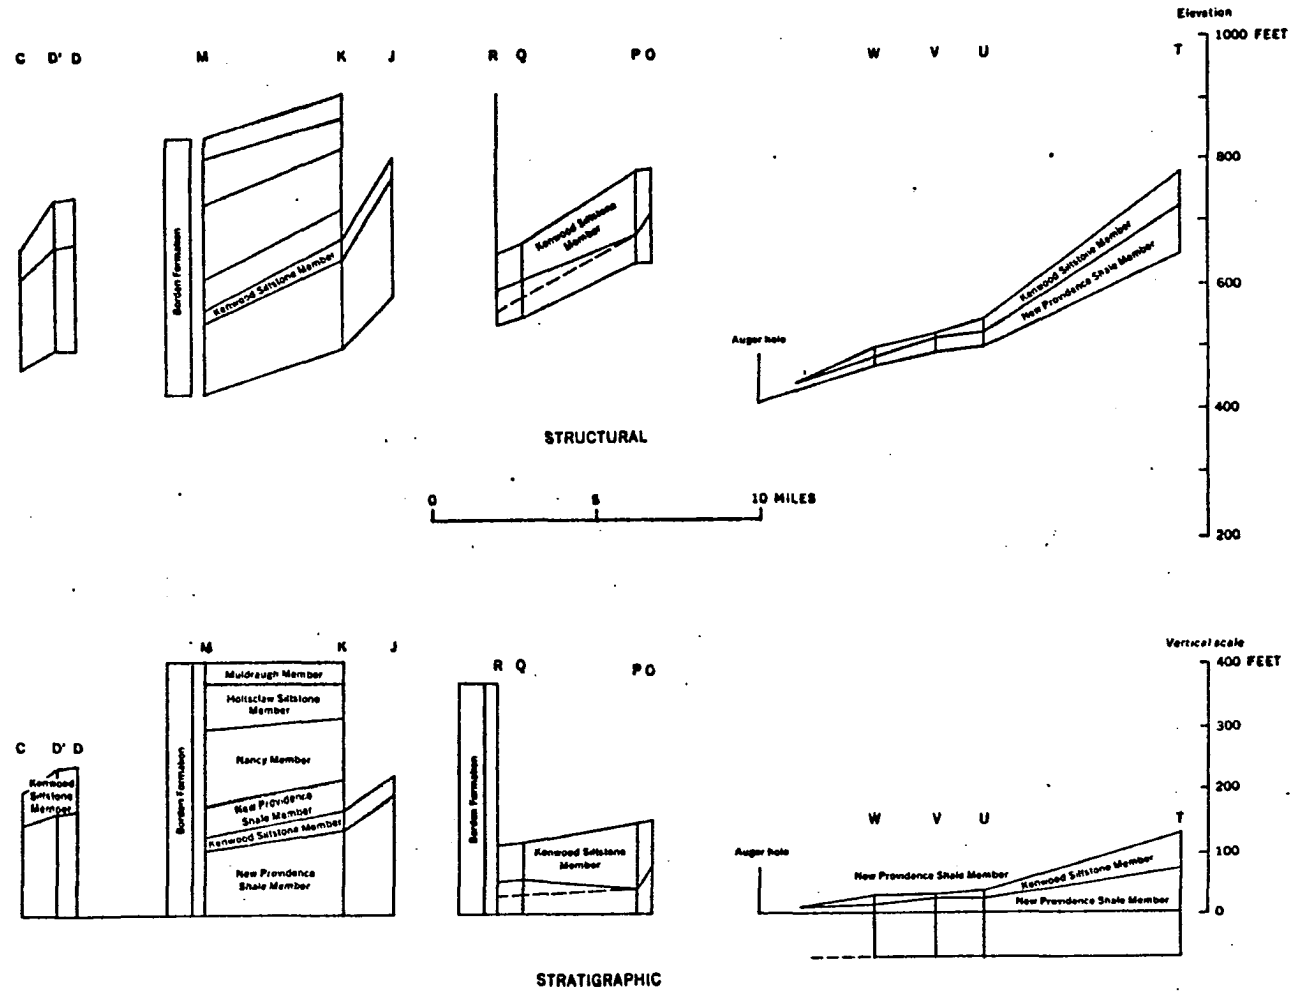 Elevation
1000 FEET
C D' D M K J R Q P O W V U T
800
Borden Formation
Kenwood Siltstone Member
Kenwood Siltstone
Member
Kenwood Siltstone Member
New Providence Shale Member
600
Auger hole
400
STRUCTURAL
0 5 10 MILES
200
Vertical scale
400 FEET
M K J
R Q P O
300
Muldraugh Member
Holtsclaw Siltstone
Member
C D' D
Nancy Member
Borden Formation
Borden Formation
200
Kenwood
Siltstone
Member
New Providence
Shale Member
Kenwood Siltstone Member
W V U T
100
Auger hole
Kenwood Siltstone
Member
New Providence Shale Member
Kenwood Siltstone Member
New Providence
Shale Member
New Providence Shale Member
0
STRATIGRAPHIC